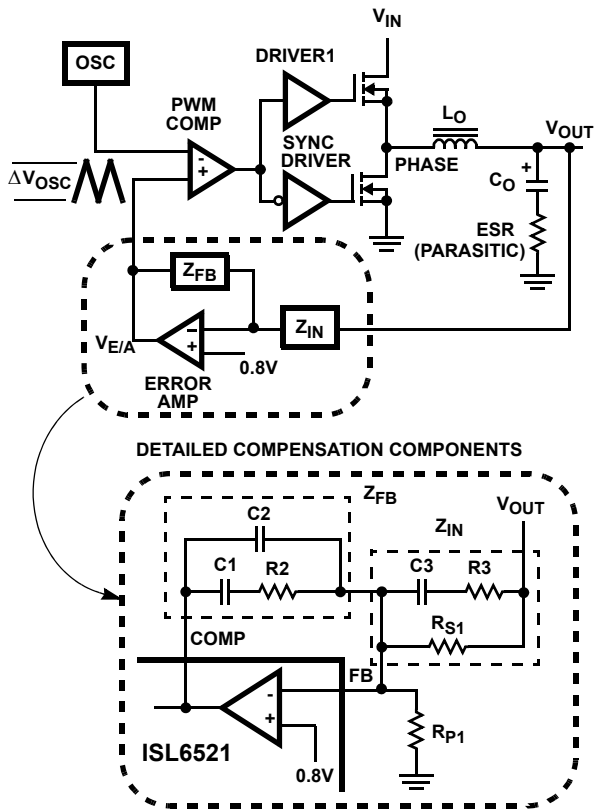 V_IN
DRIVER1
OSC
PWM
COMP
L_O
V_OUT
SYNC
DRIVER
PHASE
- +
ΔV_OSC
+
C_O
ESR
(PARASITIC)
Z_FB
Z_IN
V_E/A
- +
0.8V
ERROR
AMP
DETAILED COMPENSATION COMPONENTS
Z_FB
V_OUT
C2
Z_IN
C1
R2
C3
R3
R_S1
COMP
FB
- +
R_P1
ISL6521
0.8V